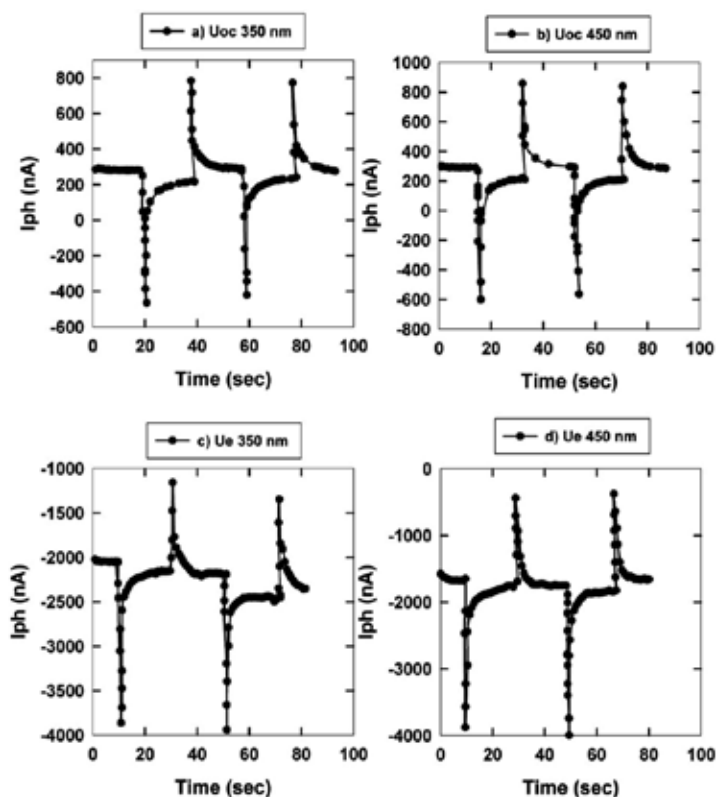 a) Uoc 350 nm
800
600
400
200
0
-200
-400
-600
0 20 40 60 80 100
Iph (nA)
Time (sec)
b) Uoc 450 nm
1000
800
600
400
200
0
-200
-400
-600
-800
0 20 40 60 80 100
Iph (nA)
Time (sec)
c) Ue 350 nm
-1000
-1500
-2000
-2500
-3000
-3500
-4000
0 20 40 60 80 100
Iph (nA)
Time (sec)
d) Ue 450 nm
0
-1000
-2000
-3000
-4000
0 20 40 60 80 100
Iph (nA)
Time (sec)